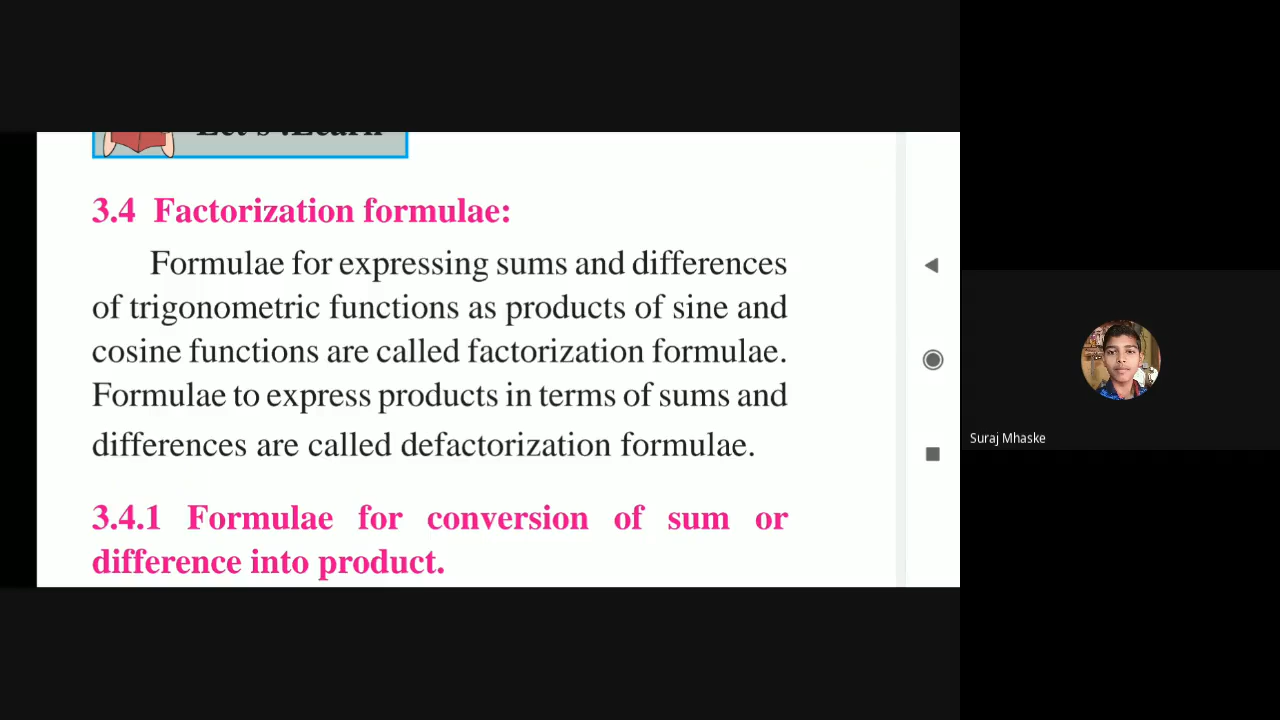 Let's :Learn
3.4 Factorization formulae:
Formulae for expressing sums and differences
of trigonometric functions as products of sine and
cosine functions are called factorization formulae.
Formulae to express products in terms of sums and
differences are called defactorization formulae.
3.4.1 Formulae for conversion of sum or
difference into product.
Suraj Mhaske